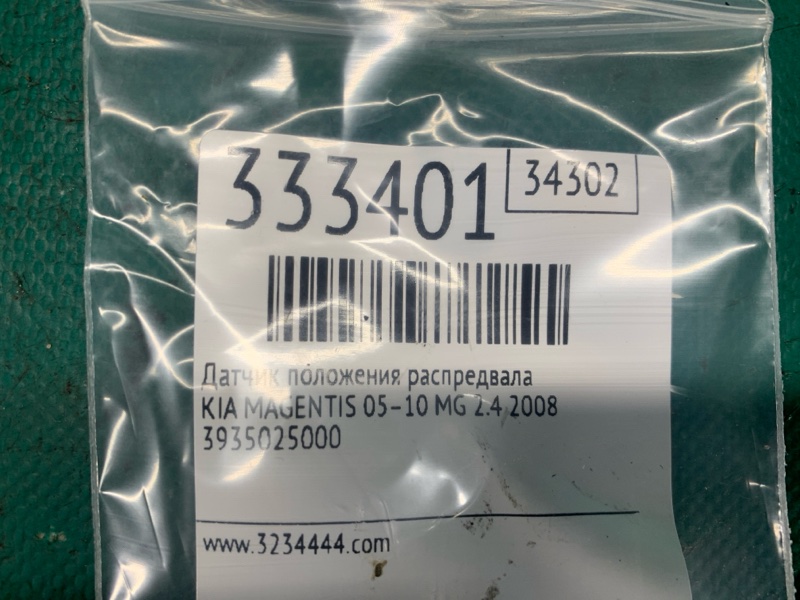 333401
34302
Датчик положения распредвала
KIA MAGENTIS 05-10 MG 2.4 2008
3935025000
www.3234444.com